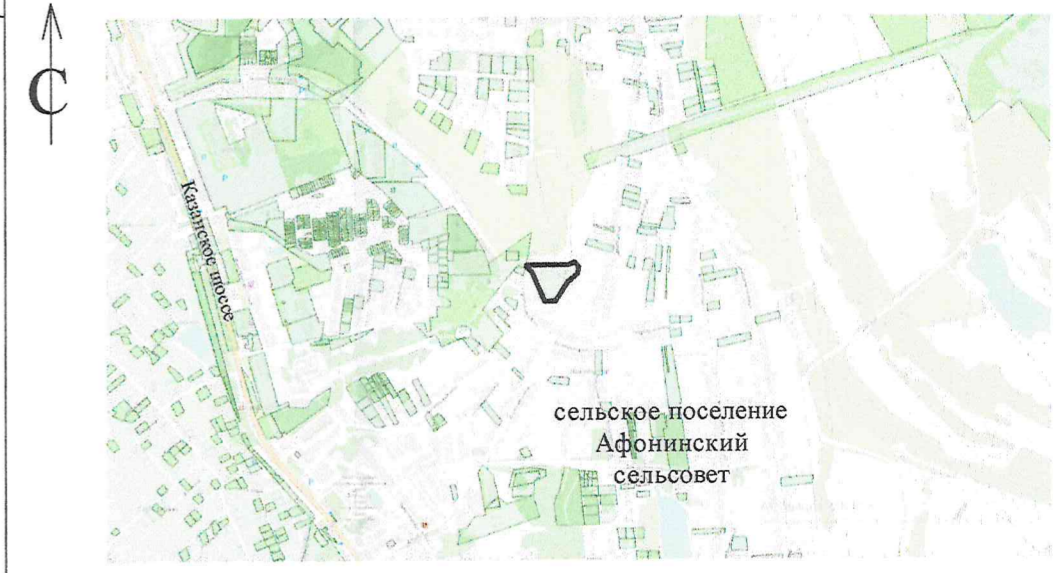 С
Казанское шоссе
сельское поселение
Афонинский
сельсовет